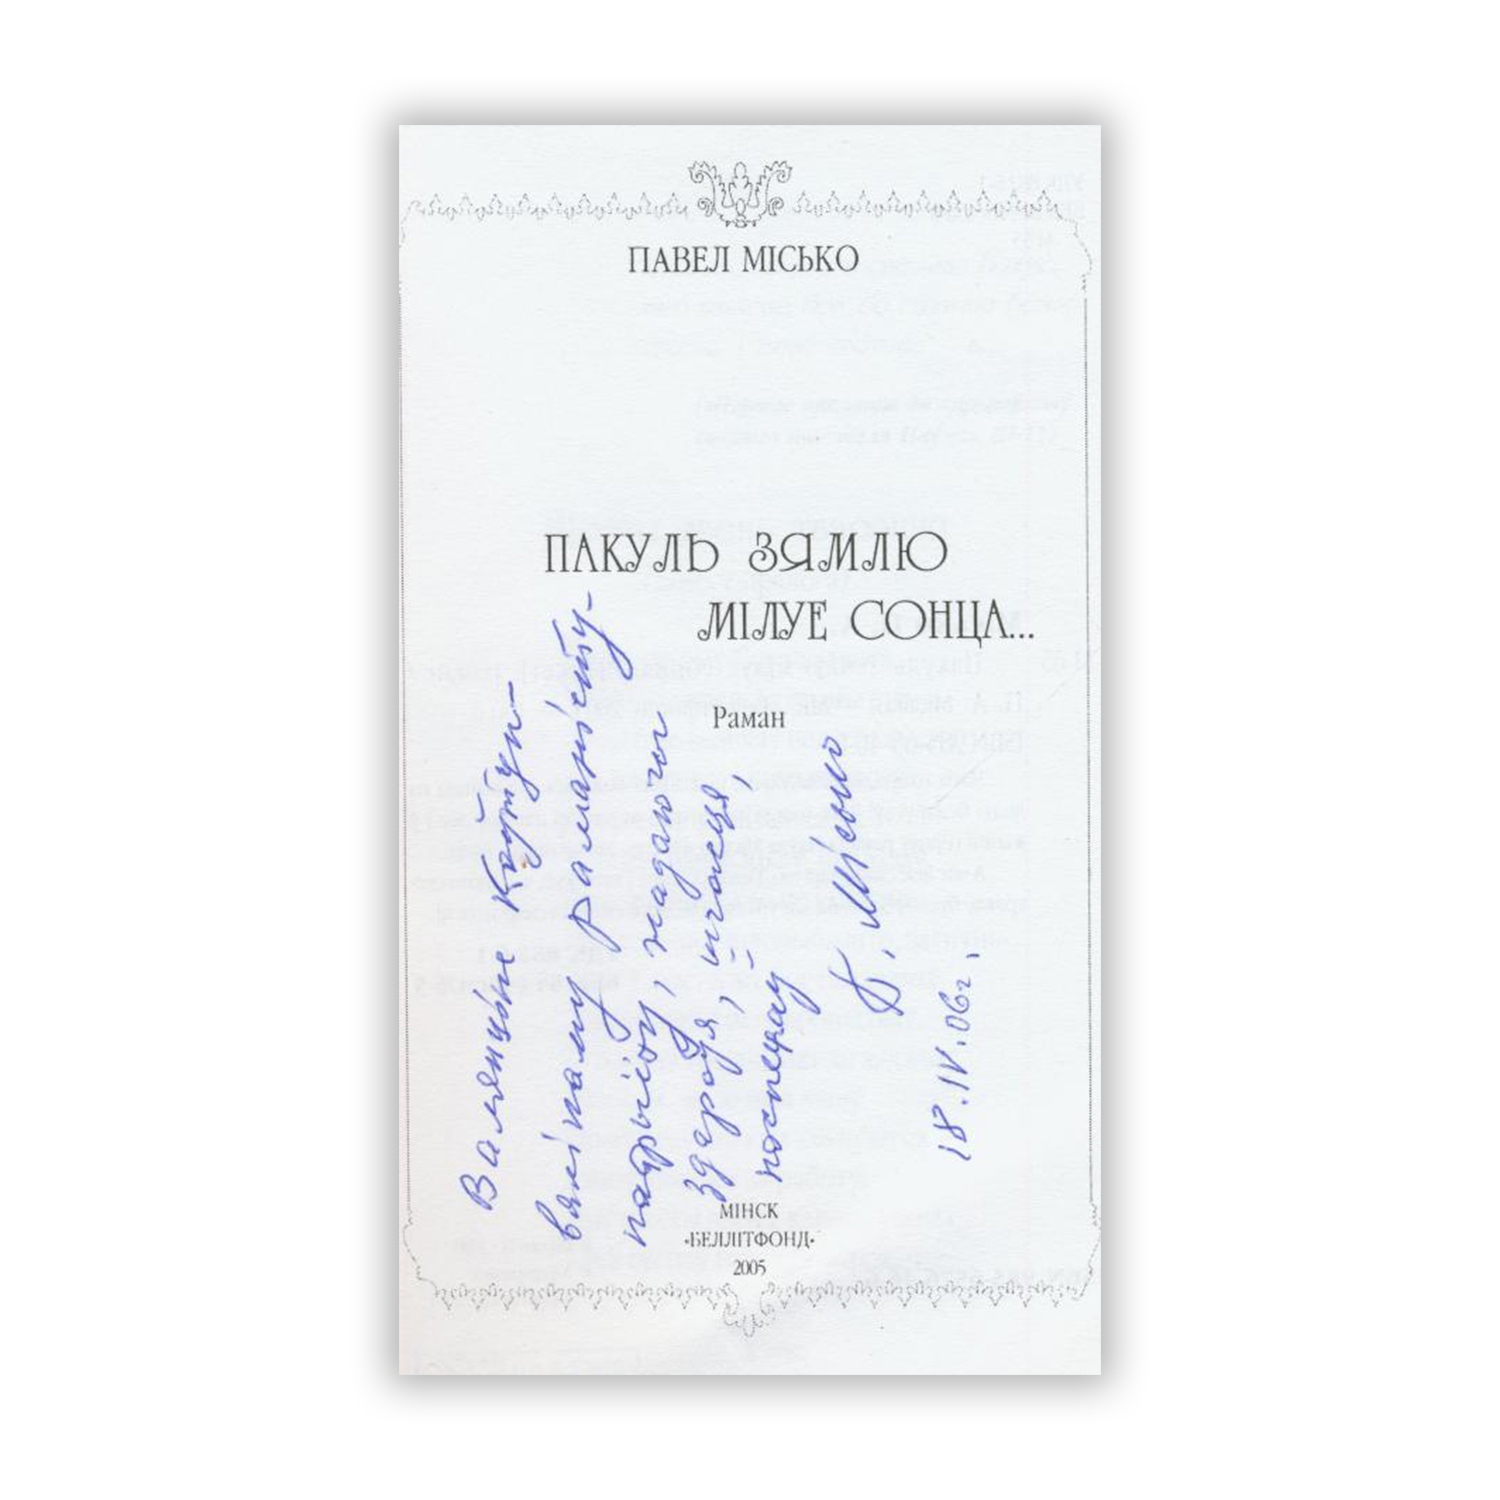 ПАВЕЛ МІСЬКО
ПАКУЛЬ ЗЯМЛЮ
МІЛУЕ СОНЦА...
Раман
Валянціне Коўтун-
вялікаму раманісту-
патрыёту, жадаючы
здароўя, шчасця,
поспехаў
П. Місько
18.IV.06г.
МІНСК
«БЕЛЛІТФОНД»
2005